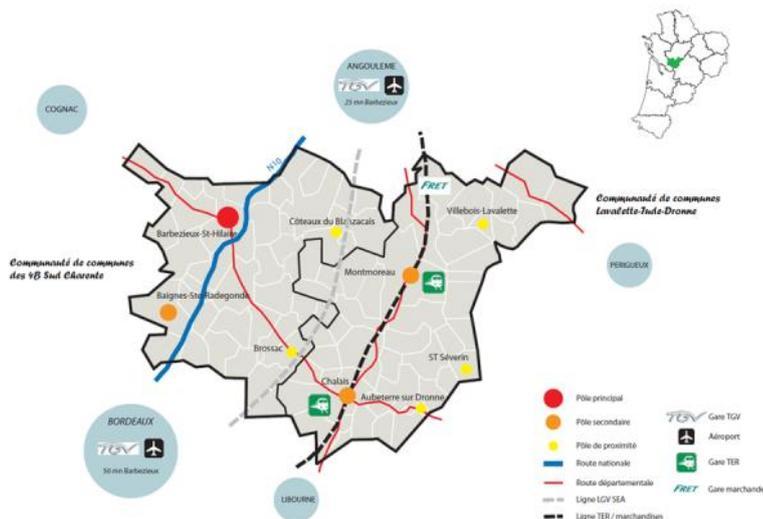 ANGOULEME
TGV
25 mn Barbezieux
COGNAC
N10
FRET
Communauté de communes
Lavalette-Tude-Dronne
Villebois-Lavalette
Barbezieux-St-Hilaire
Côteaux du Blanzacais
Communauté de communes
des 4B Sud Charente
Montmoreau
PERIGUEUX
Baignes-Ste-Radegonde
Brossac
ST Séverin
Chalais
Aubeterre sur Dronne
BORDEAUX
TGV
50 mn Barbezieux
LIBOURNE
Pôle principal
Pôle secondaire
Pôle de proximité
Route nationale
Route départementale
Ligne LGV SEA
Ligne TER / marchandises
TGV Gare TGV
Aéroport
Gare TER
FRET Gare marchande